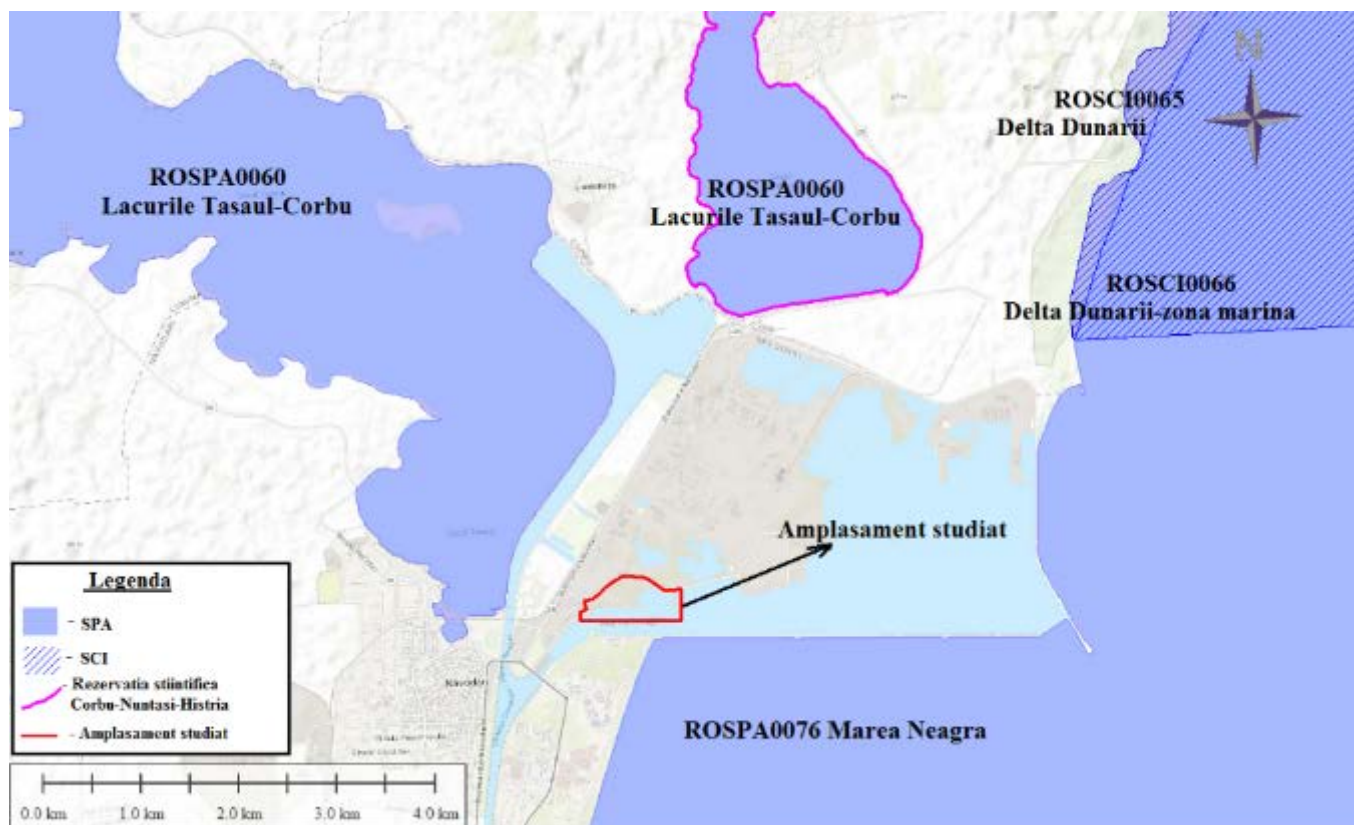 N
ROSCI0065
Delta Dunarii
ROSPA0060
Lacurile Tasaul-Corbu
ROSPA0060
Lacurile Tasaul-Corbu
ROSCI0066
Delta Dunarii-zona marina
Amplasament studiat
Legenda
- SPA
- SCI
- Rezervatia stiintifica
Corbu-Nuntasi-Histria
- Amplasament studiat
ROSPA0076 Marea Neagra
0.0 km 1.0 km 2.0 km 3.0 km 4.0 km